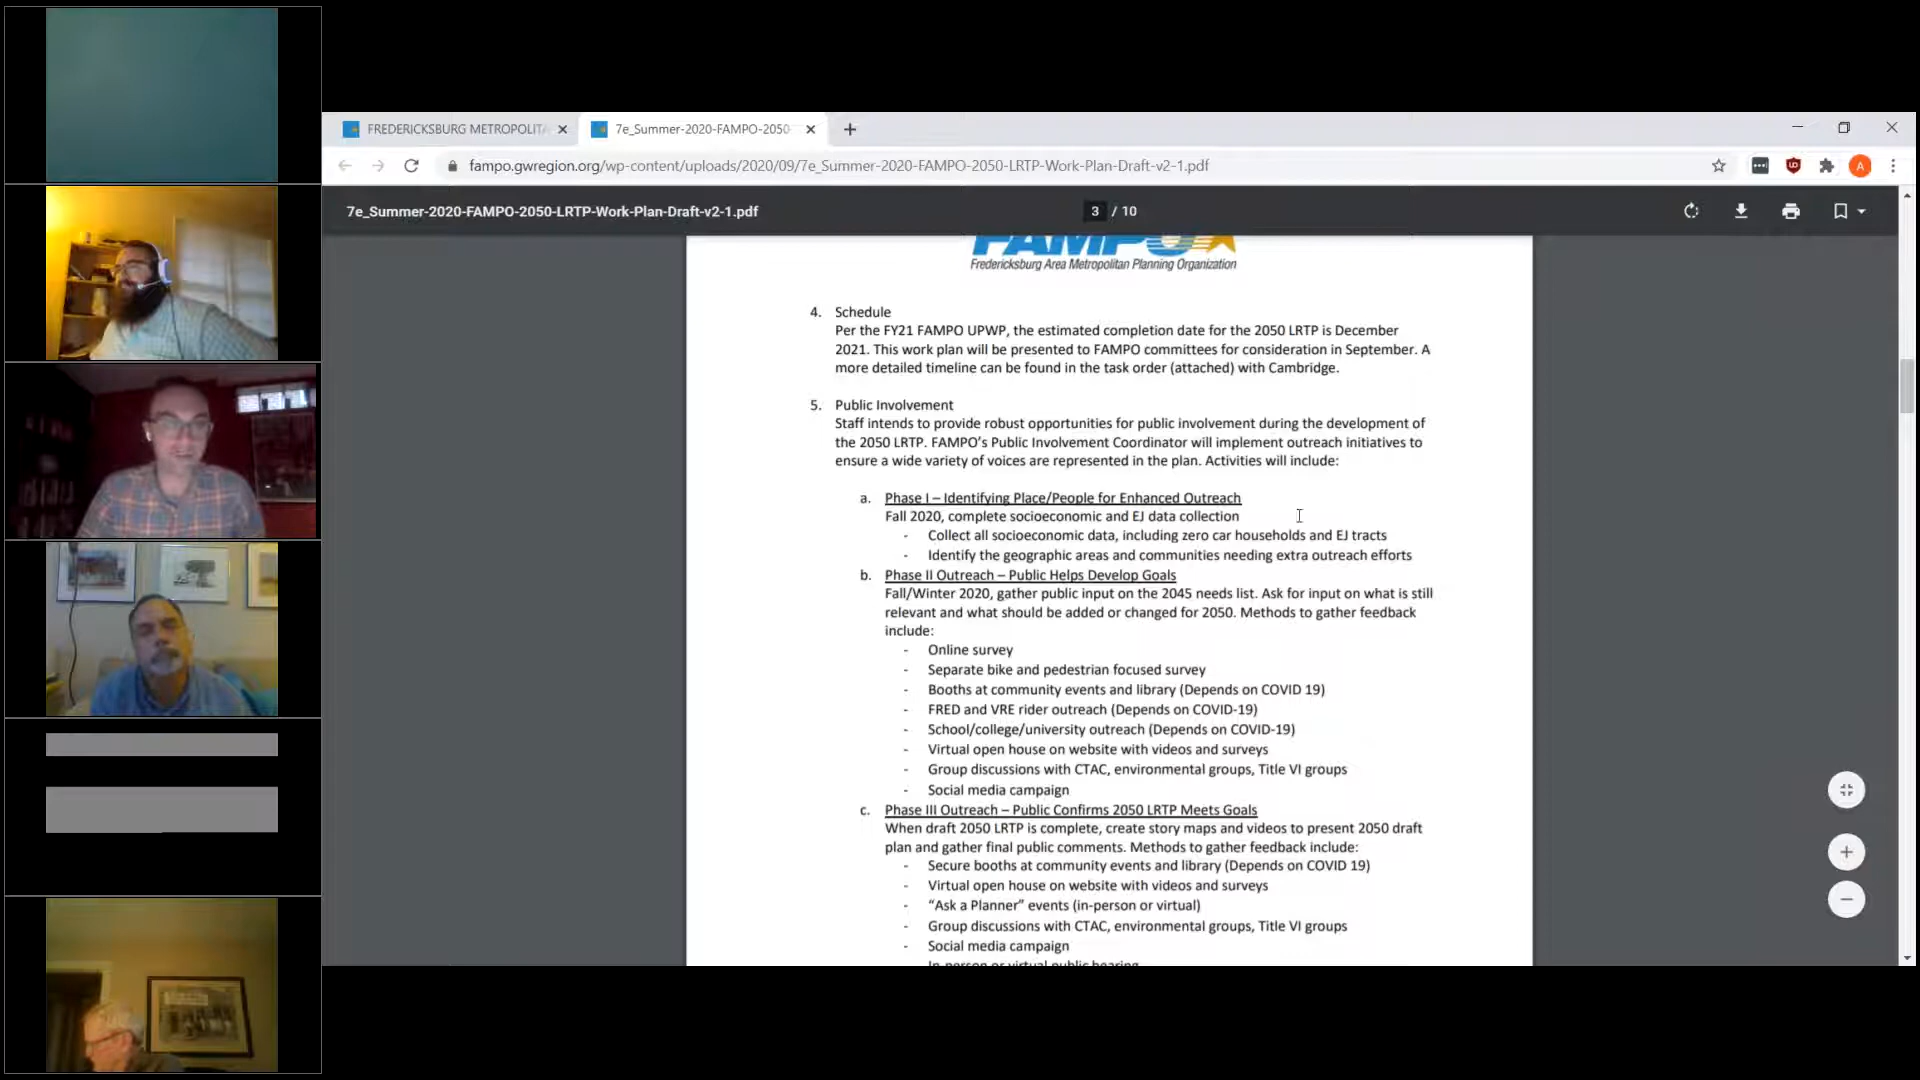 FREDERICKSBURG METROPOLIT
7e_Summer-2020-FAMPO-2050-
fampo.gwregion.org/wp-content/uploads/2020/09/7e_Summer-2020-FAMPO-2050-LRTP-Work-Plan-Draft-v2-1.pdf
A
7e_Summer-2020-FAMPO-2050-LRTP-Work-Plan-Draft-v2-1.pdf
3 / 10
FAMPO
Fredericksburg Area Metropolitan Planning Organization
4. Schedule
Per the FY21 FAMPO UPWP, the estimated completion date for the 2050 LRTP is December
2021. This work plan will be presented to FAMPO committees for consideration in September. A
more detailed timeline can be found in the task order (attached) with Cambridge.
5. Public Involvement
Staff intends to provide robust opportunities for public involvement during the development of
the 2050 LRTP. FAMPO's Public Involvement Coordinator will implement outreach initiatives to
ensure a wide variety of voices are represented in the plan. Activities will include:
a. Phase I – Identifying Place/People for Enhanced Outreach
Fall 2020, complete socioeconomic and EJ data collection
- Collect all socioeconomic data, including zero car households and EJ tracts
- Identify the geographic areas and communities needing extra outreach efforts
b. Phase II Outreach – Public Helps Develop Goals
Fall/Winter 2020, gather public input on the 2045 needs list. Ask for input on what is still
relevant and what should be added or changed for 2050. Methods to gather feedback
include:
- Online survey
- Separate bike and pedestrian focused survey
- Booths at community events and library (Depends on COVID 19)
- FRED and VRE rider outreach (Depends on COVID-19)
- School/college/university outreach (Depends on COVID-19)
- Virtual open house on website with videos and surveys
- Group discussions with CTAC, environmental groups, Title VI groups
- Social media campaign
c. Phase III Outreach – Public Confirms 2050 LRTP Meets Goals
When draft 2050 LRTP is complete, create story maps and videos to present 2050 draft
plan and gather final public comments. Methods to gather feedback include:
- Secure booths at community events and library (Depends on COVID 19)
- Virtual open house on website with videos and surveys
- “Ask a Planner” events (in-person or virtual)
- Group discussions with CTAC, environmental groups, Title VI groups
- Social media campaign
In-person or virtual public hearing